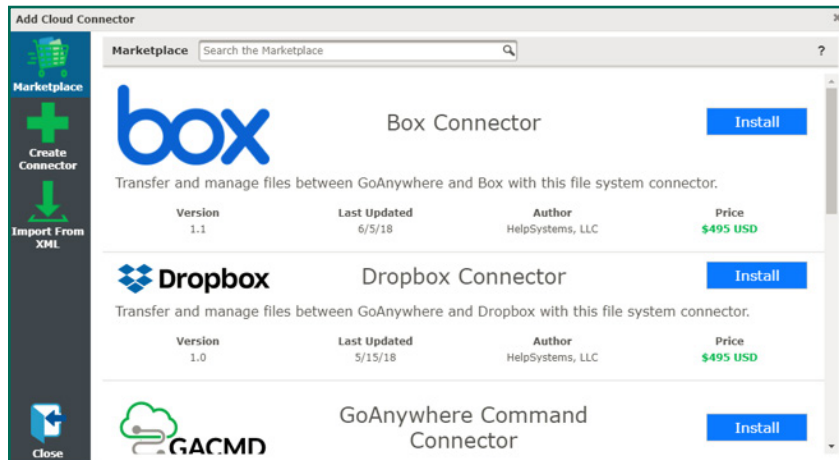 Add Cloud Connector
Marketplace
Marketplace Search the Marketplace ?
Create
Connector
Import From
XML
Close
box Box Connector Install
Transfer and manage files between GoAnywhere and Box with this file system connector.
Version Last Updated Author Price
1.1 6/5/18 HelpSystems, LLC $495 USD
Dropbox Dropbox Connector Install
Transfer and manage files between GoAnywhere and Dropbox with this file system connector.
Version Last Updated Author Price
1.0 5/15/18 HelpSystems, LLC $495 USD
GACMD GoAnywhere Command
Connector Install